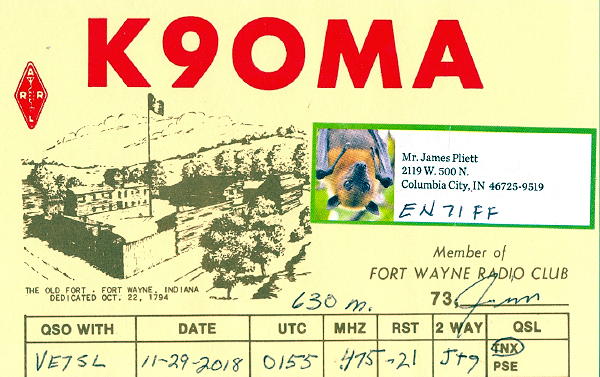 K9OMA
A
R R
L
Mr. James Pliett
2119 W. 500 N.
Columbia City, IN 46725-9519
EN71FF
Member of
FORT WAYNE RADIO CLUB
THE OLD FORT - FORT WAYNE, INDIANA
DEDICATED OCT. 22, 1794
630 m.
73,
QSO WITH DATE UTC MHZ RST 2 WAY QSL
VE7SL 11-29-2018 0155 .475 -21 Jt9 TNX
PSE